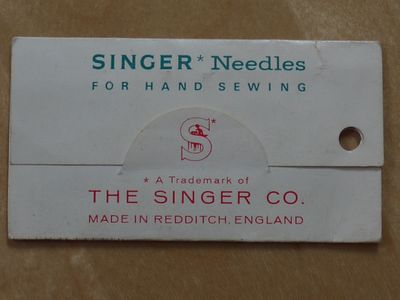 SINGER* Needles
FOR HAND SEWING
S*
* A Trademark of
THE SINGER CO.
MADE IN REDDITCH, ENGLAND